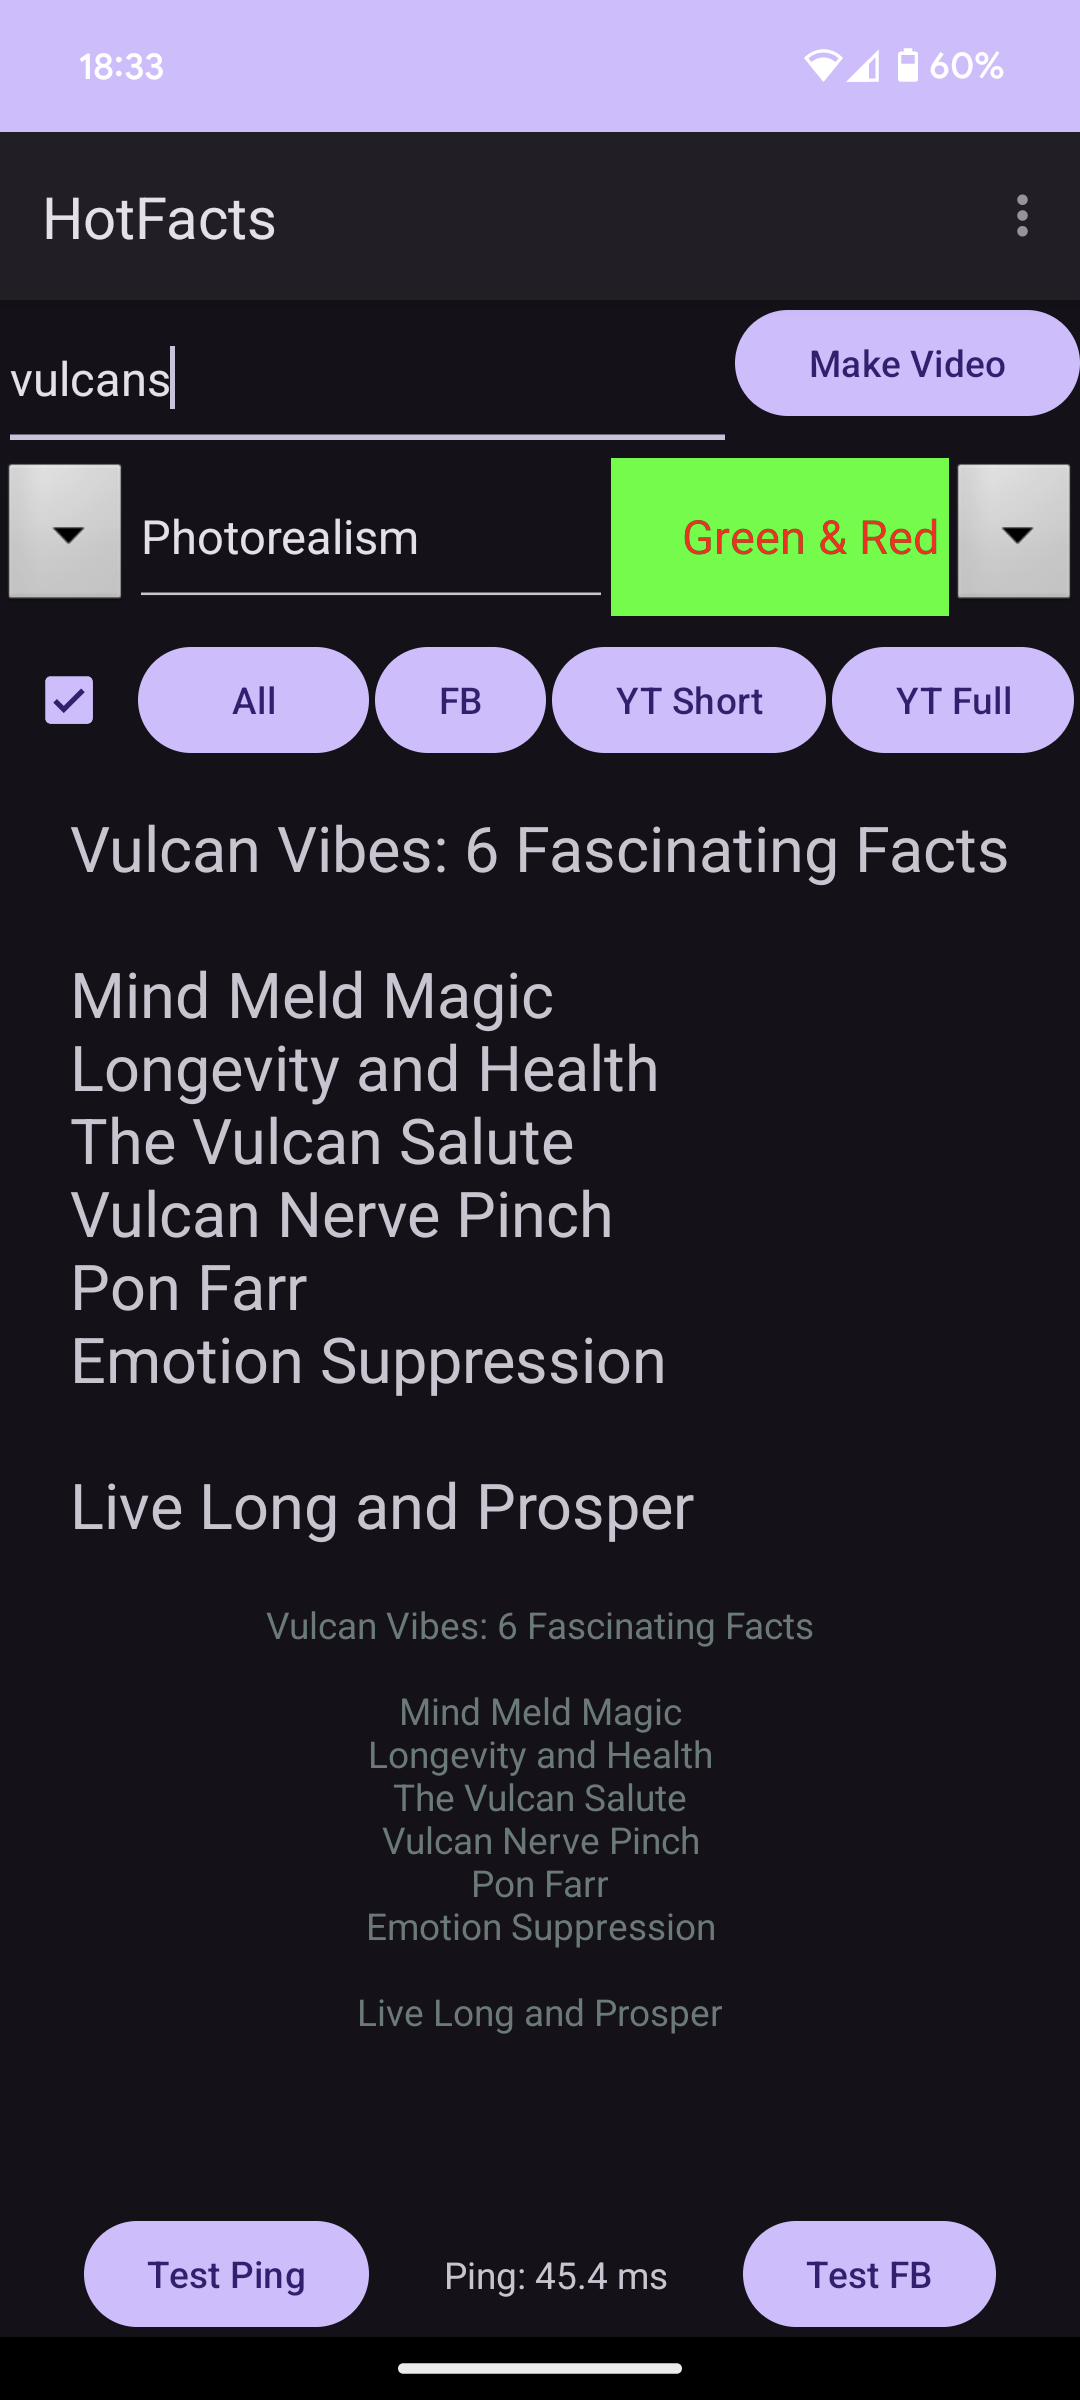 18:33 60%
HotFacts
vulcans
Make Video
Photorealism
Green & Red
All FB YT Short YT Full
Vulcan Vibes: 6 Fascinating Facts
Mind Meld Magic
Longevity and Health
The Vulcan Salute
Vulcan Nerve Pinch
Pon Farr
Emotion Suppression
Live Long and Prosper
Vulcan Vibes: 6 Fascinating Facts
Mind Meld Magic
Longevity and Health
The Vulcan Salute
Vulcan Nerve Pinch
Pon Farr
Emotion Suppression
Live Long and Prosper
Test Ping Ping: 45.4 ms Test FB